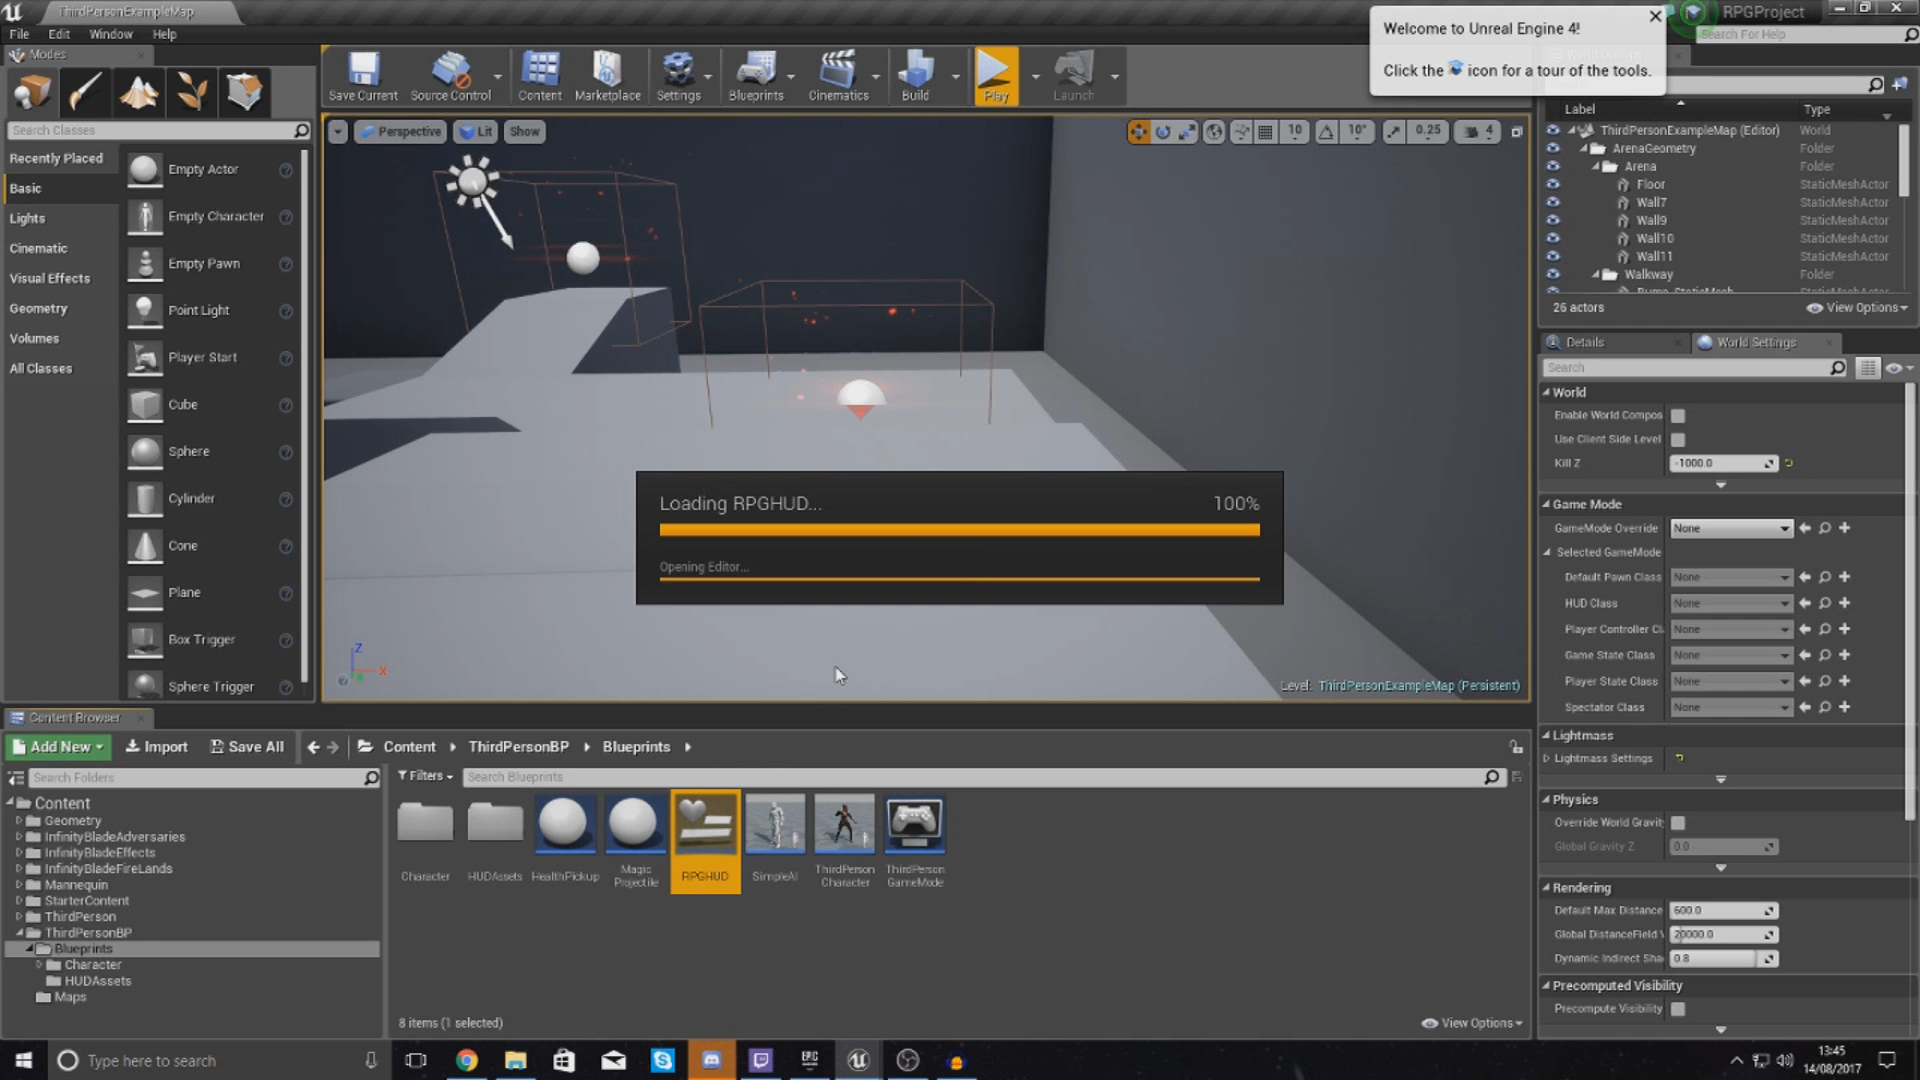 ThirdPersonExampleMap
RPGProject
File Edit Window Help
Search For Help
Welcome to Unreal Engine 4!
Click the icon for a tour of the tools.
Modes
Save Current
Source Control
Content
Marketplace
Settings
Blueprints
Cinematics
Build
Play
Launch
Search Classes
Recently Placed
Basic
Lights
Cinematic
Visual Effects
Geometry
Volumes
All Classes
Empty Actor
Empty Character
Empty Pawn
Point Light
Player Start
Cube
Sphere
Cylinder
Cone
Plane
Box Trigger
Sphere Trigger
Perspective Lit Show
10 10° 0.25 4
Loading RPGHUD... 100%
Opening Editor...
Z
X
Level: ThirdPersonExampleMap (Persistent)
Label Type
ThirdPersonExampleMap (Editor) World
ArenaGeometry Folder
Arena Folder
Floor StaticMeshActor
Wall7 StaticMeshActor
Wall9 StaticMeshActor
Wall10 StaticMeshActor
Wall11 StaticMeshActor
Walkway Folder
26 actors View Options
Details World Settings
Search
World
Enable World Compos
Use Client Side Level
Kill Z -1000.0
Game Mode
GameMode Override None
Selected GameMode
Default Pawn Class None
HUD Class None
Player Controller Cl None
Game State Class None
Player State Class None
Spectator Class None
Lightmass
Lightmass Settings
Physics
Override World Gravit
Global Gravity Z 0.0
Rendering
Default Max Distance 600.0
Global DistanceField V 20000.0
Dynamic Indirect Sha 0.8
Precomputed Visibility
Precompute Visibility
Content Browser
Add New Import Save All Content ThirdPersonBP Blueprints
Search Folders
Filters Search Blueprints
Content
Geometry
InfinityBladeAdversaries
InfinityBladeEffects
InfinityBladeFireLands
Mannequin
StarterContent
ThirdPerson
ThirdPersonBP
Blueprints
Character
HUDAssets
Maps
Character
HUDAssets
HealthPickup
Magic
Projectile
RPGHUD
SimpleAI
ThirdPerson
Character
ThirdPerson
GameMode
8 items (1 selected) View Options
Type here to search
EPIC
13:45
14/08/2017